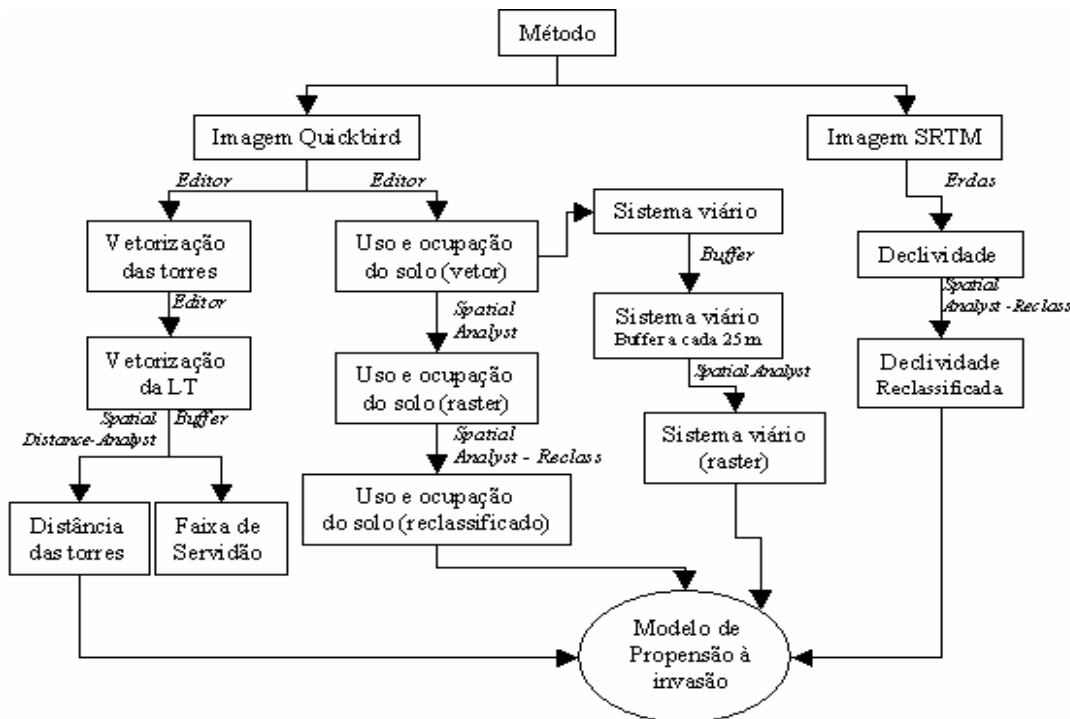 Método
Imagem Quickbird
Imagem SRTM
Editor
Editor
Erdas
Vetorização
das torres
Uso e ocupação
do solo (vetor)
Sistema viário
Declividade
Editor
Spatial
Analyst
Buffer
Spatial
Analyst -Reclass
Vetorização
da LT
Uso e ocupação
do solo (raster)
Sistema viário
Buffer a cada 25 m
Declividade
Reclassificada
Spatial
Distance-Analyst
Buffer
Spatial
Analyst - Reclass
Spatial Analyst
Distância
das torres
Faixa de
Servidão
Uso e ocupação
do solo (reclassificado)
Sistema viário
(raster)
Modelo de
Propensão à
invasão